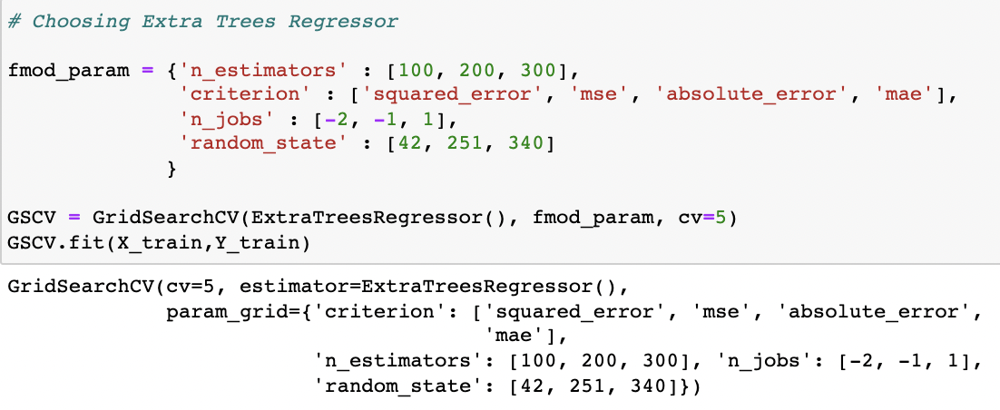 # Choosing Extra Trees Regressor
fmod_param = {'n_estimators' : [100, 200, 300],
'criterion' : ['squared_error', 'mse', 'absolute_error', 'mae'],
'n_jobs' : [-2, -1, 1],
'random_state' : [42, 251, 340]
}
GSCV = GridSearchCV(ExtraTreesRegressor(), fmod_param, cv=5)
GSCV.fit(X_train,Y_train)
GridSearchCV(cv=5, estimator=ExtraTreesRegressor(),
param_grid={'criterion': ['squared_error', 'mse', 'absolute_error',
'mae'],
'n_estimators': [100, 200, 300], 'n_jobs': [-2, -1, 1],
'random_state': [42, 251, 340]})